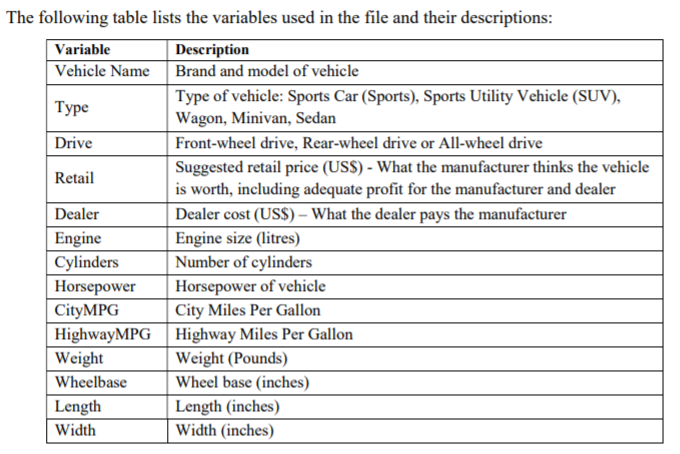 The following table lists the variables used in the file and their descriptions:
Variable Description
Vehicle Name Brand and model of vehicle
Type Type of vehicle: Sports Car (Sports), Sports Utility Vehicle (SUV),
Wagon, Minivan, Sedan
Drive Front-wheel drive, Rear-wheel drive or All-wheel drive
Retail Suggested retail price (US$) - What the manufacturer thinks the vehicle
is worth, including adequate profit for the manufacturer and dealer
Dealer Dealer cost (US$) – What the dealer pays the manufacturer
Engine Engine size (litres)
Cylinders Number of cylinders
Horsepower Horsepower of vehicle
CityMPG City Miles Per Gallon
HighwayMPG Highway Miles Per Gallon
Weight Weight (Pounds)
Wheelbase Wheel base (inches)
Length Length (inches)
Width Width (inches)